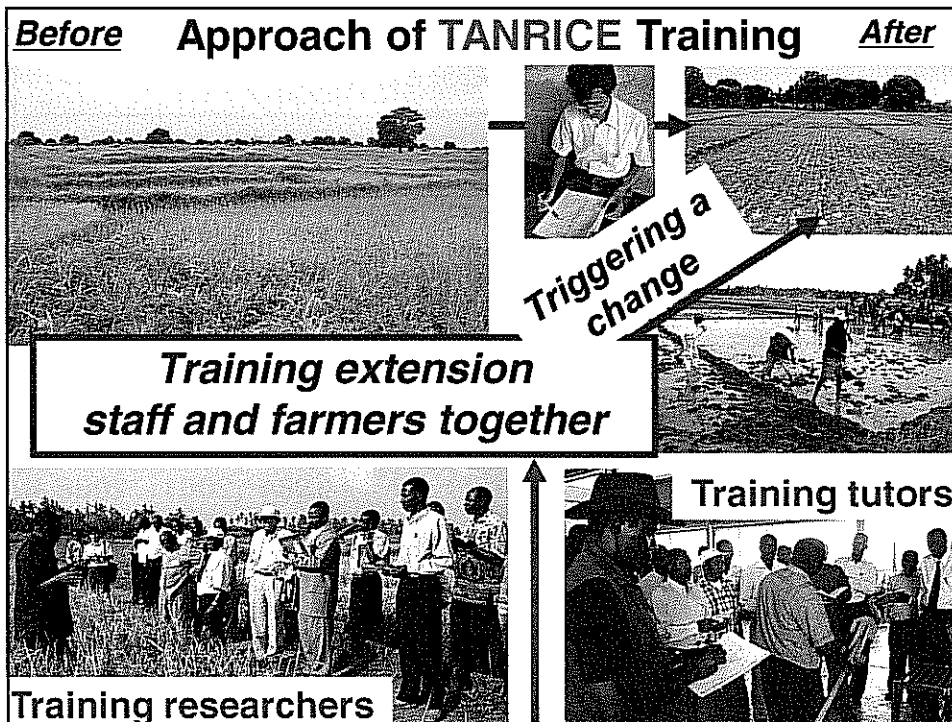 Before
Approach of TANRICE Training
After
Triggering a
change
Training extension
staff and farmers together
Training tutors
Training researchers